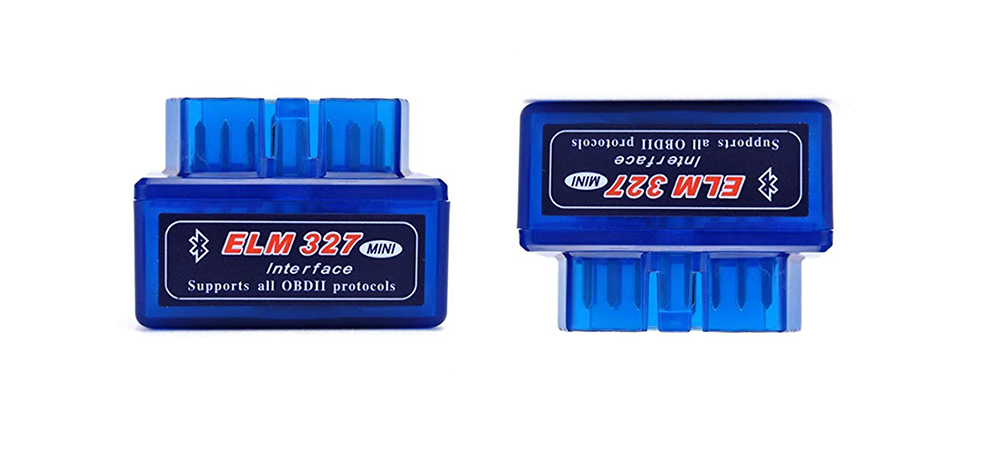 ELM 327 MINI
Interface
Supports all OBDII protocols
ELM 327 MINI
Interface
Supports all OBDII protocols